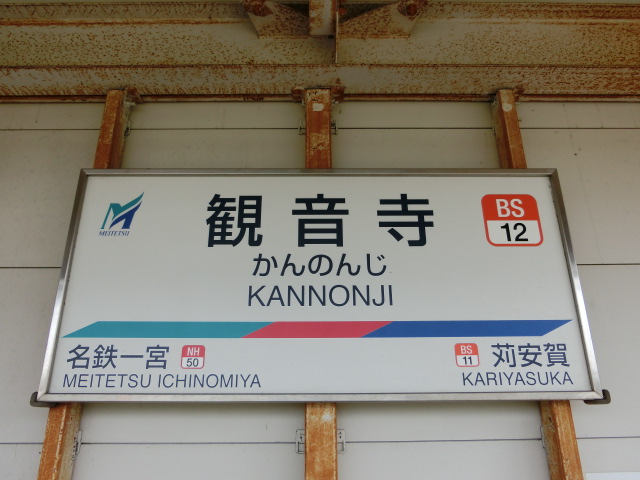 MEITETSU
観音寺
BS
12
かんのんじ
KANNONJI
名鉄一宮
NH
50
MEITETSU ICHINOMIYA
BS
11
苅安賀
KARIYASUKA